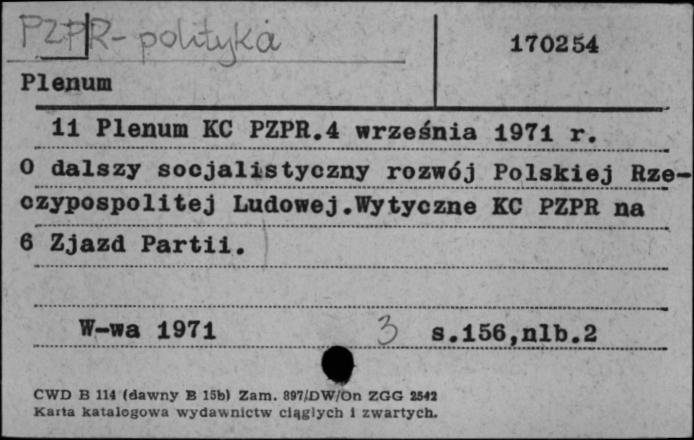 PZPR - polityka
170254
Plenum
11 Plenum KC PZPR.4 września 1971 r.
O dalszy socjalistyczny rozwój Polskiej Rze-
czypospolitej Ludowej.Wytyczne KC PZPR na
6 Zjazd Partii.
W-wa 1971 3 s.156,nlb.2
CWD B 114 (dawny B 15b) Zam. 897/DW/On ZGG 2542
Karta katalogowa wydawnictw ciągłych i zwartych.